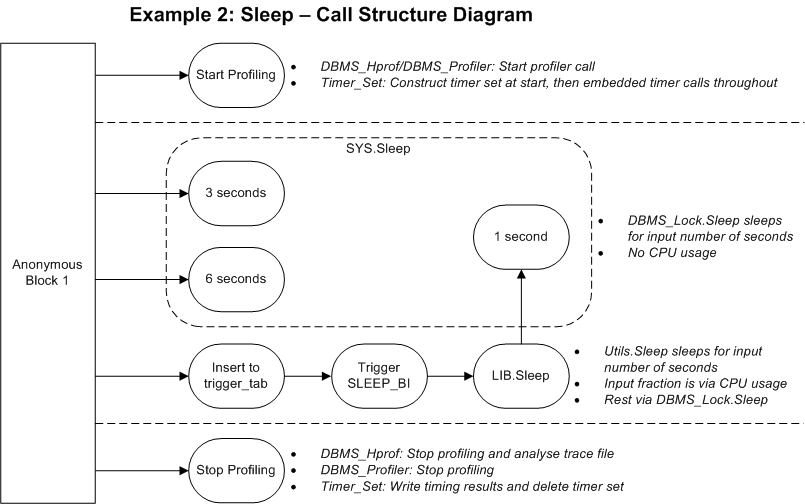 Example 2: Sleep – Call Structure Diagram
Start Profiling
• DBMS_Hprof/DBMS_Profiler: Start profiler call
• Timer_Set: Construct timer set at start, then embedded timer calls throughout
SYS.Sleep
3 seconds
1 second
• DBMS_Lock.Sleep sleeps
for input number of seconds
• No CPU usage
Anonymous
Block 1
6 seconds
Insert to
trigger_tab
Trigger
SLEEP_BI
LIB.Sleep
• Utils.Sleep sleeps for input
number of seconds
• Input fraction is via CPU usage
• Rest via DBMS_Lock.Sleep
Stop Profiling
• DBMS_Hprof: Stop profiling and analyse trace file
• DBMS_Profiler: Stop profiling
• Timer_Set: Write timing results and delete timer set